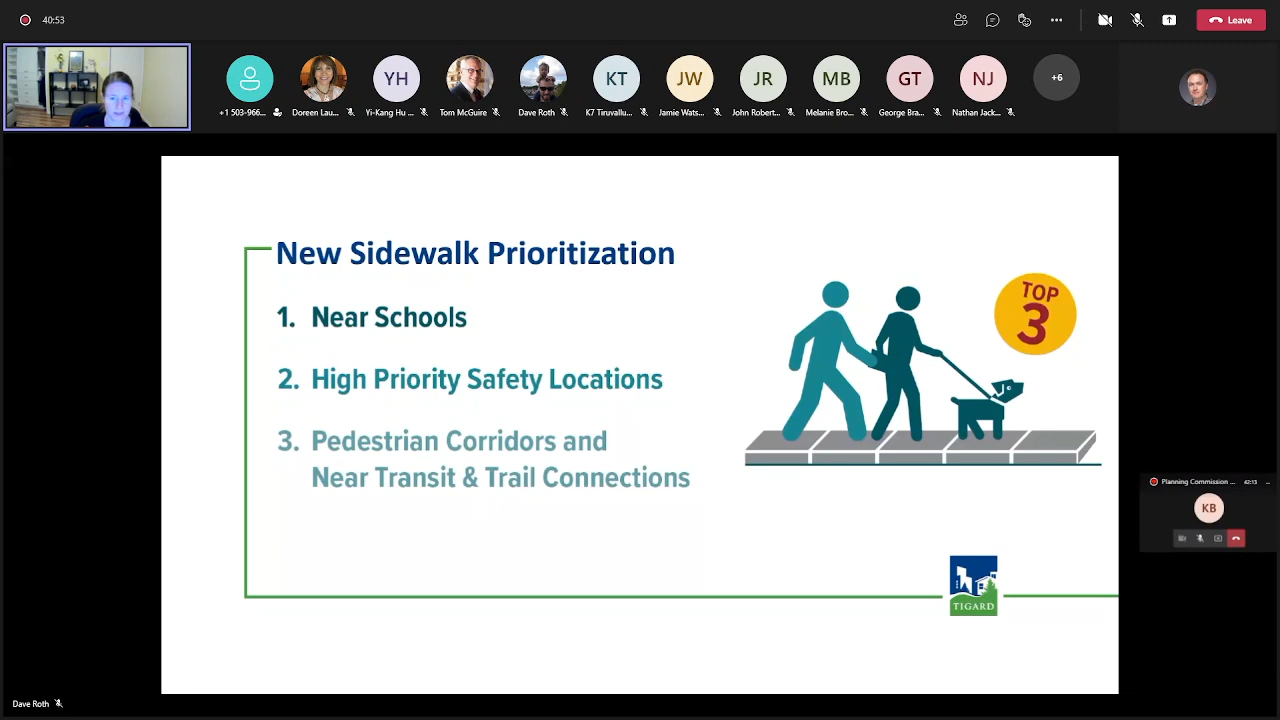 40:53
Leave
YH
KT
JW
JR
MB
GT
NJ
+6
+1 503-966...
Doreen Lau...
Yi-Kang Hu ...
Tom McGuire
Dave Roth
K7 Tiruvallu...
Jamie Wats...
John Robert...
Melanie Bro...
George Bra...
Nathan Jack...
New Sidewalk Prioritization
1. Near Schools
2. High Priority Safety Locations
3. Pedestrian Corridors and
Near Transit & Trail Connections
TOP
3
TIGARD
Planning Commission ... 42:13 ...
KB
Dave Roth